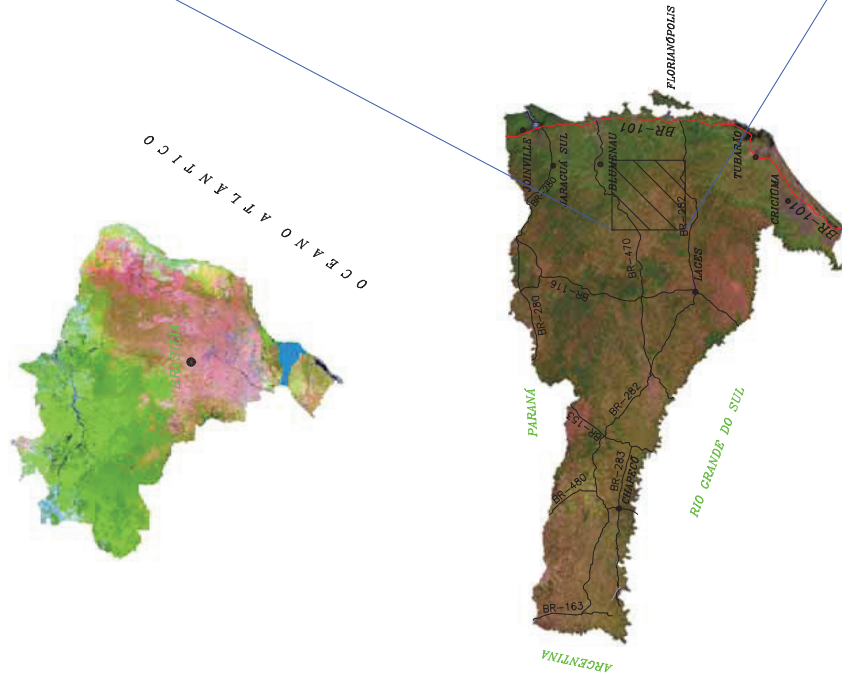 OCEANO ATLÂNTICO
BRASÍLIA
FLORIANÓPOLIS
BR-101
JOINVILLE
JARAGUÁ SUL
BR-280
BLUMENAU
BR-282
TUBARÃO
CRICIUMA
BR-101
BR-470
LAGES
BR-116
BR-280
PARANÁ
BR-282
BR-153
RIO GRANDE DO SUL
BR-283
CHAPECÓ
BR-480
BR-163
ARGENTINA